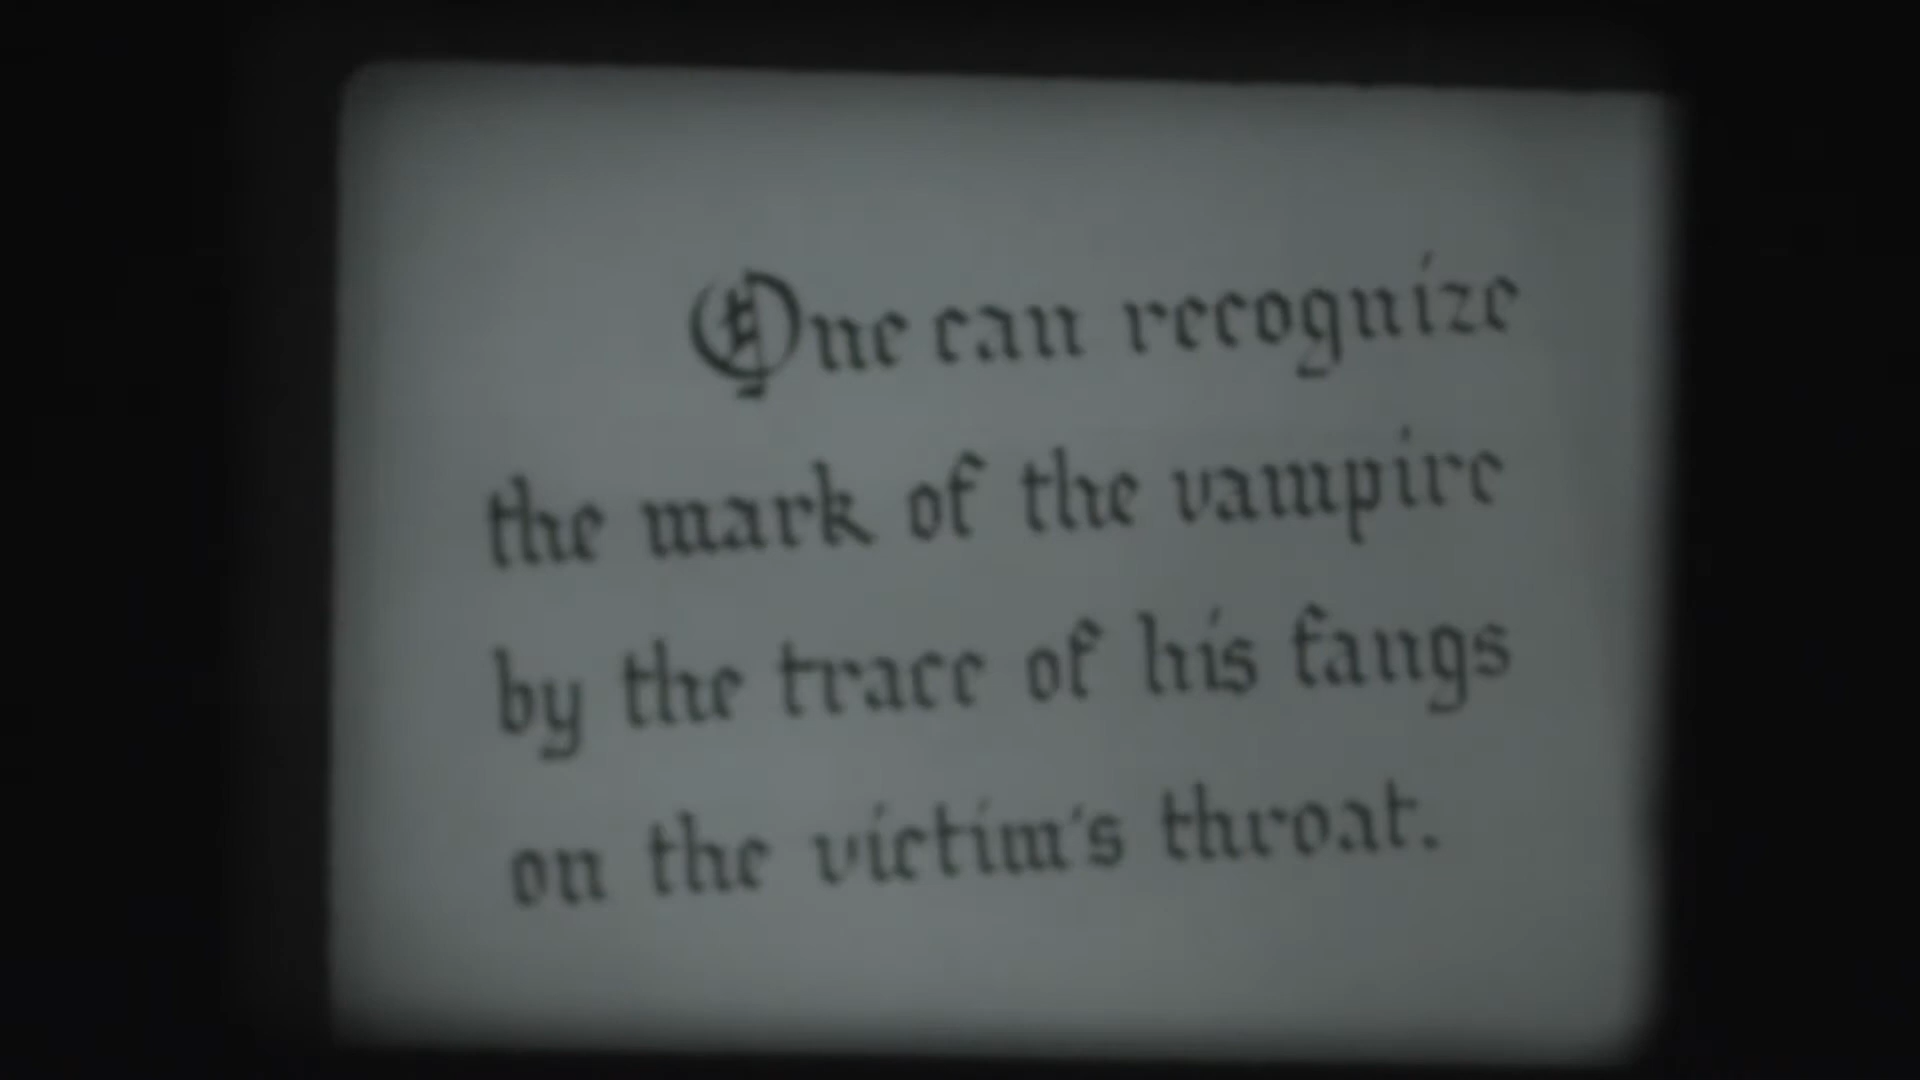 One can recognize
the mark of the vampire
by the trace of his fangs
on the victim's throat.